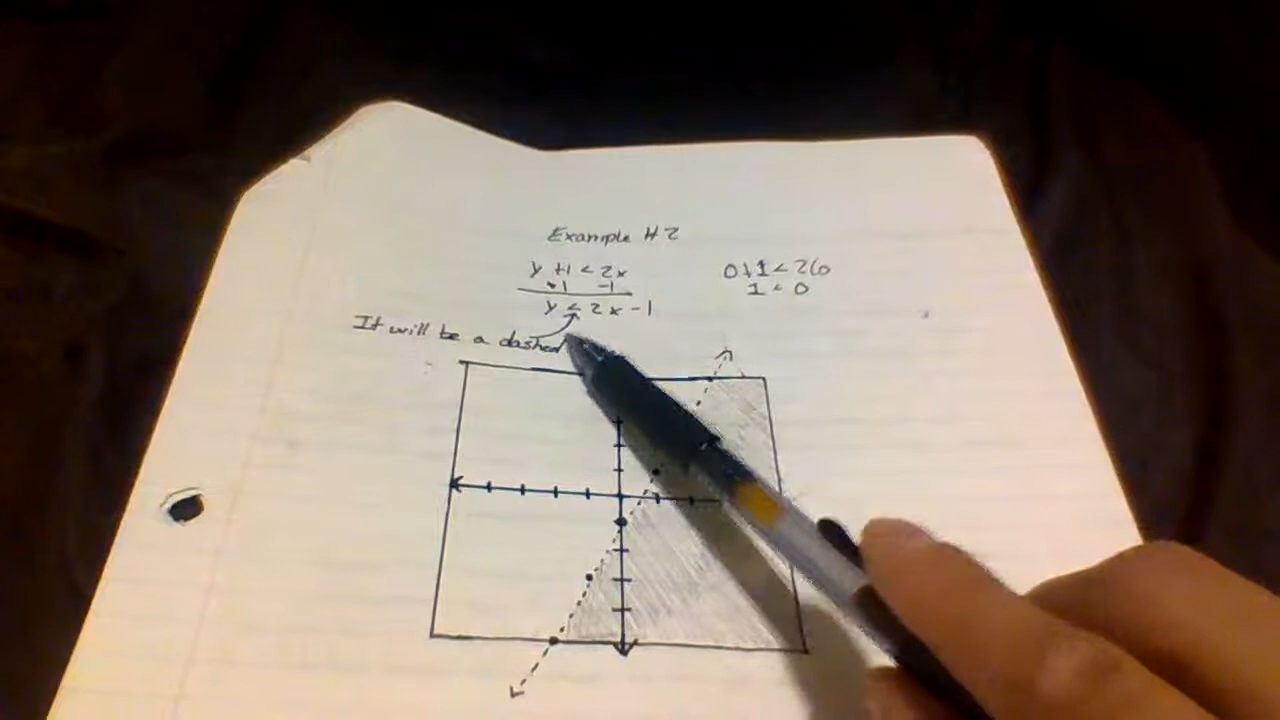 Example #2
y +1 < 2x
-1 -1
y < 2x -1
0+1 < 2(0
1 < 0
It will be a dashed